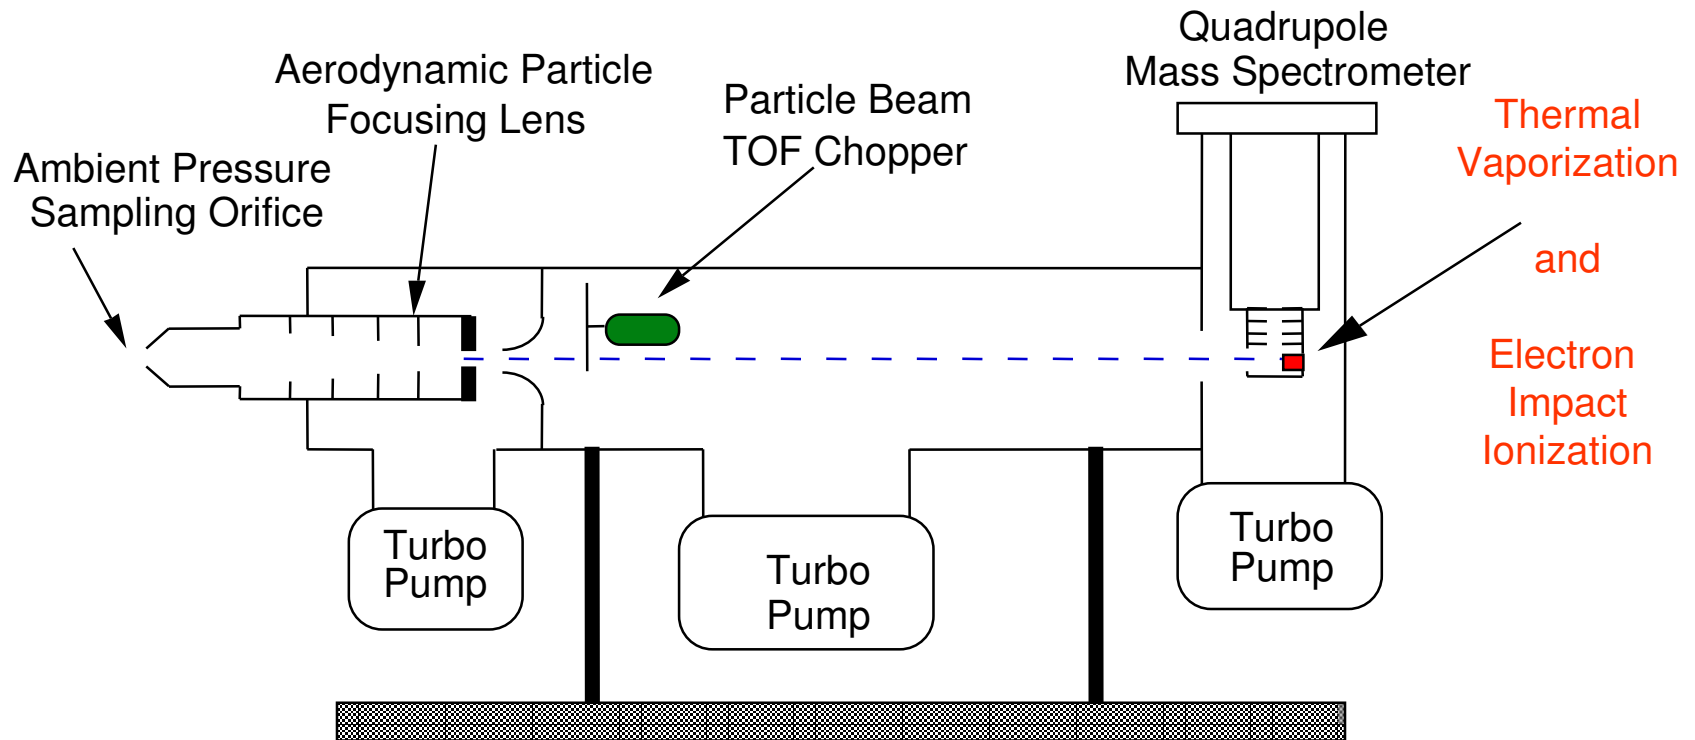 Quadrupole
Mass Spectrometer
Aerodynamic Particle
Focusing Lens
Particle Beam
TOF Chopper
Thermal
Vaporization
and
Electron
Impact
Ionization
Ambient Pressure
Sampling Orifice
Turbo
Pump
Turbo
Pump
Turbo
Pump